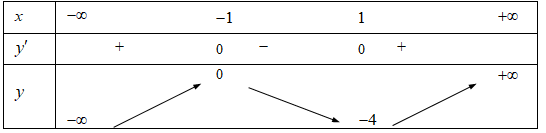 x −∞ −1 1 +∞
y′ + 0 − 0 +
0 +∞
y
−∞ −4